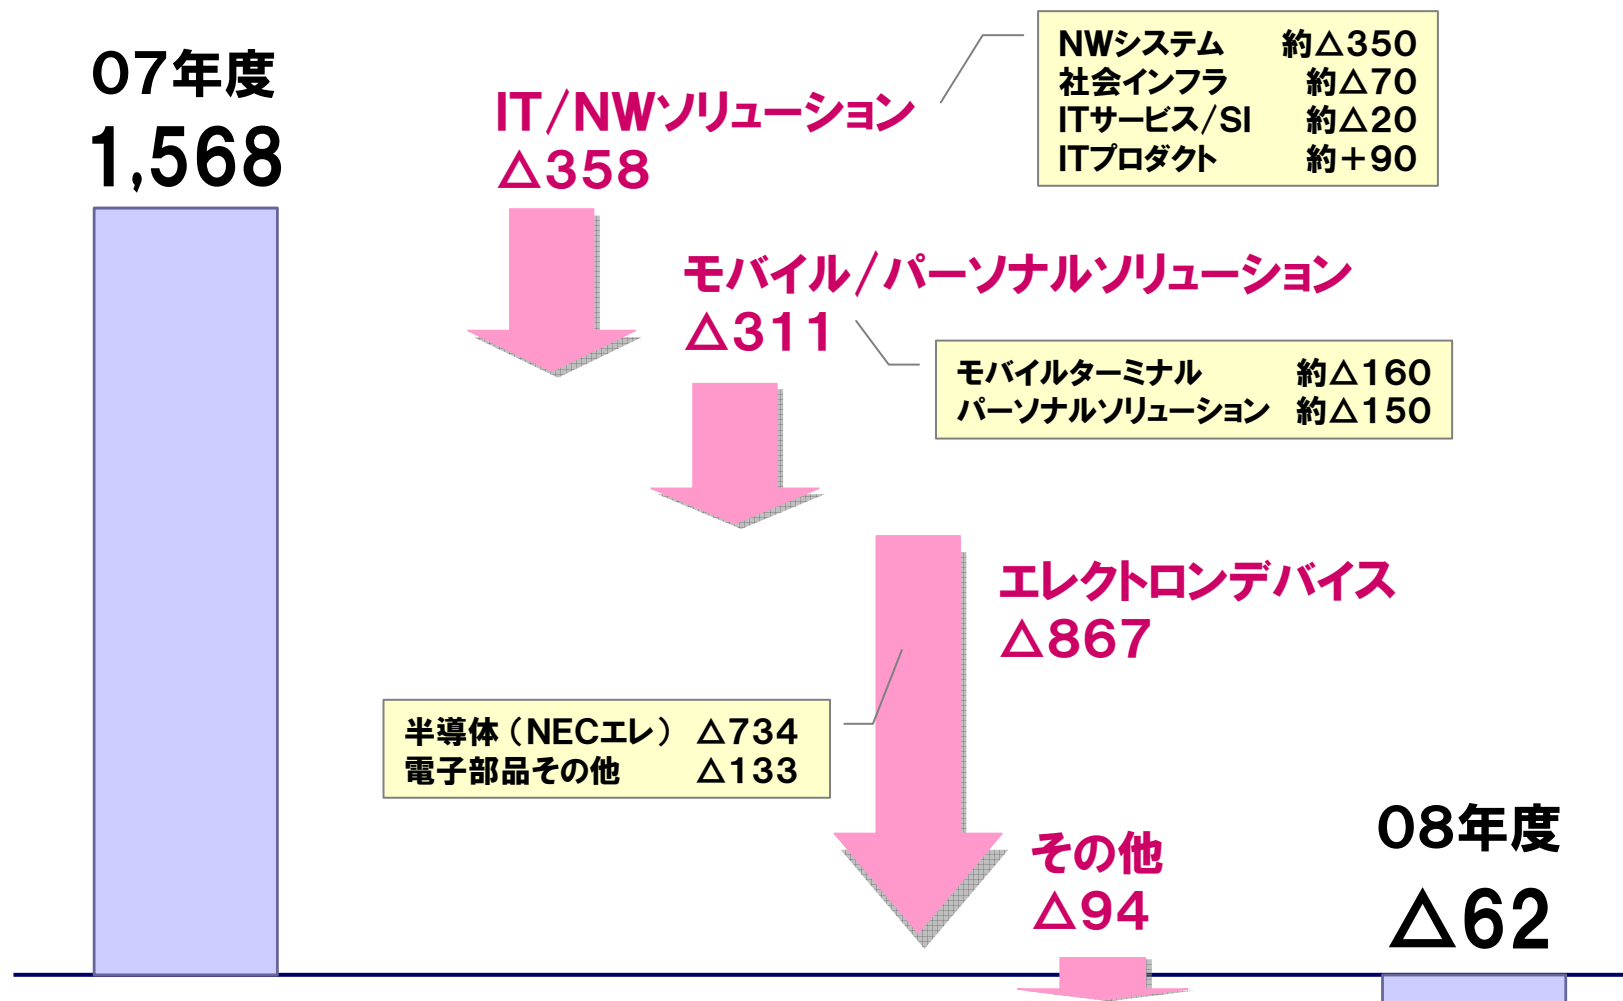 07年度
1,568
IT/NWソリューション
△358
NWシステム 約△350
社会インフラ 約△70
ITサービス/SI 約△20
ITプロダクト 約＋90
モバイル/パーソナルソリューション
△311
モバイルターミナル 約△160
パーソナルソリューション 約△150
エレクトロンデバイス
△867
半導体（NECエレ） △734
電子部品その他 △133
その他
△94
08年度
△62